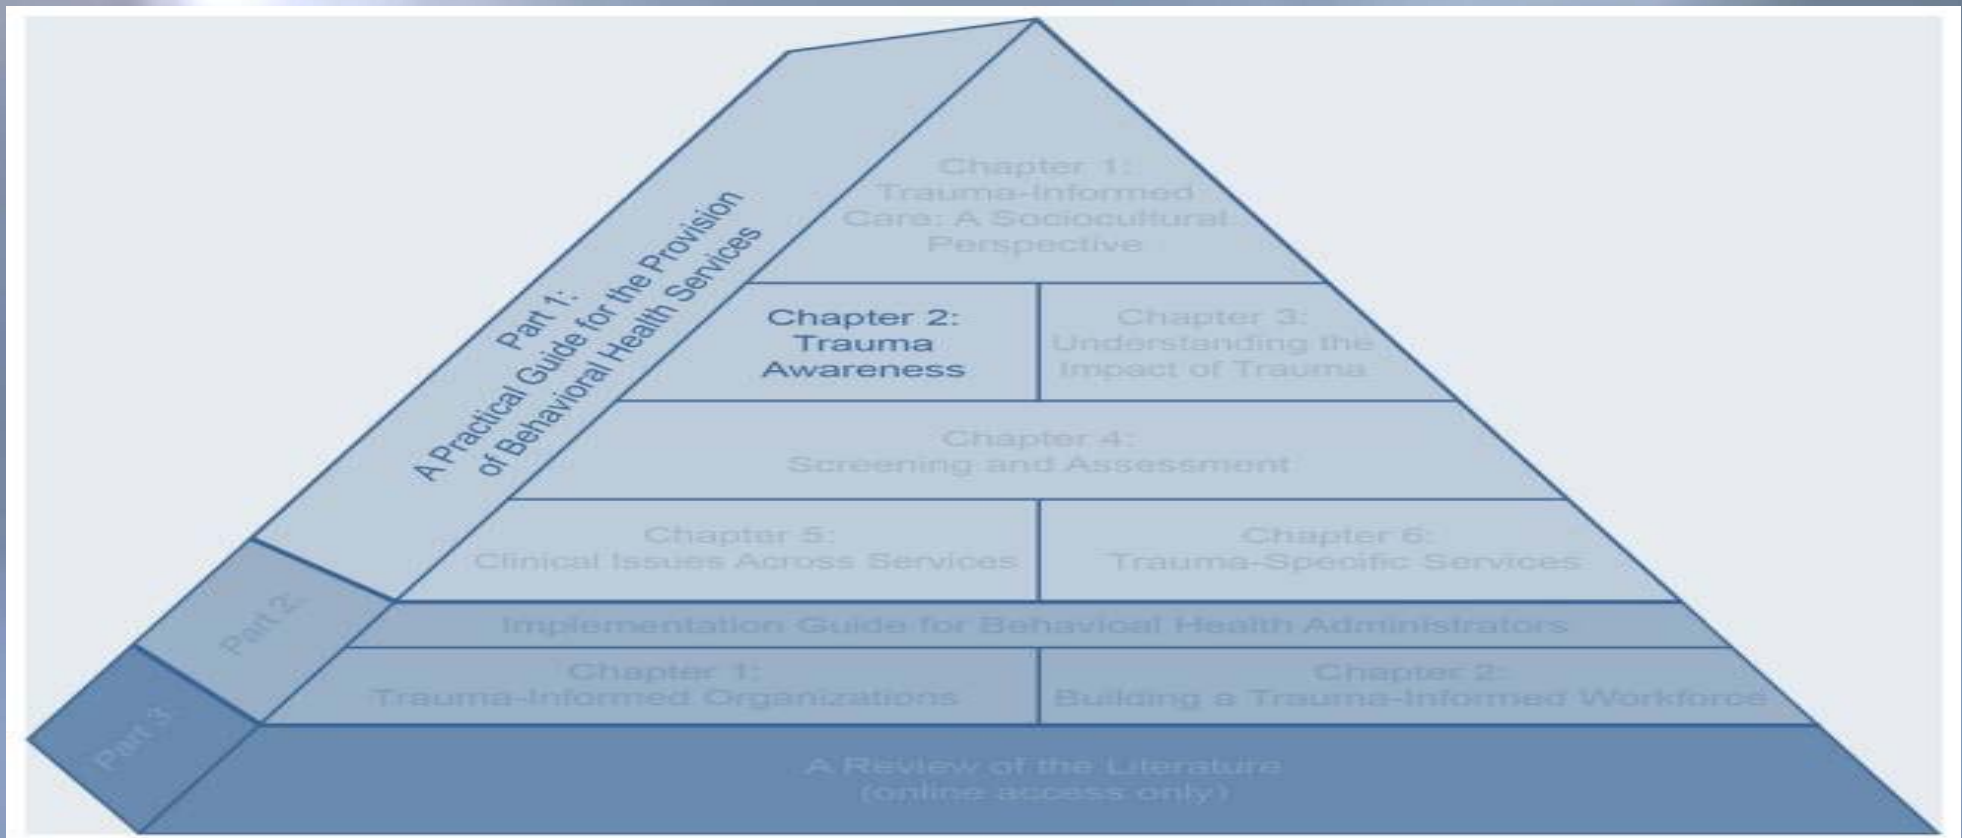 Part 1:
A Practical Guide for the Provision
of Behavioral Health Services
Chapter 1:
Trauma-Informed
Care: A Sociocultural
Perspective
Chapter 2:
Trauma
Awareness
Chapter 3:
Understanding the
Impact of Trauma
Chapter 4:
Screening and Assessment
Chapter 5:
Clinical Issues Across Services
Chapter 6:
Trauma-Specific Services
Part 2:
Implementation Guide for Behavioral Health Administrators
Chapter 1:
Trauma-Informed Organizations
Chapter 2:
Building a Trauma-Informed Workforce
Part 3:
A Review of the Literature
(online access only)